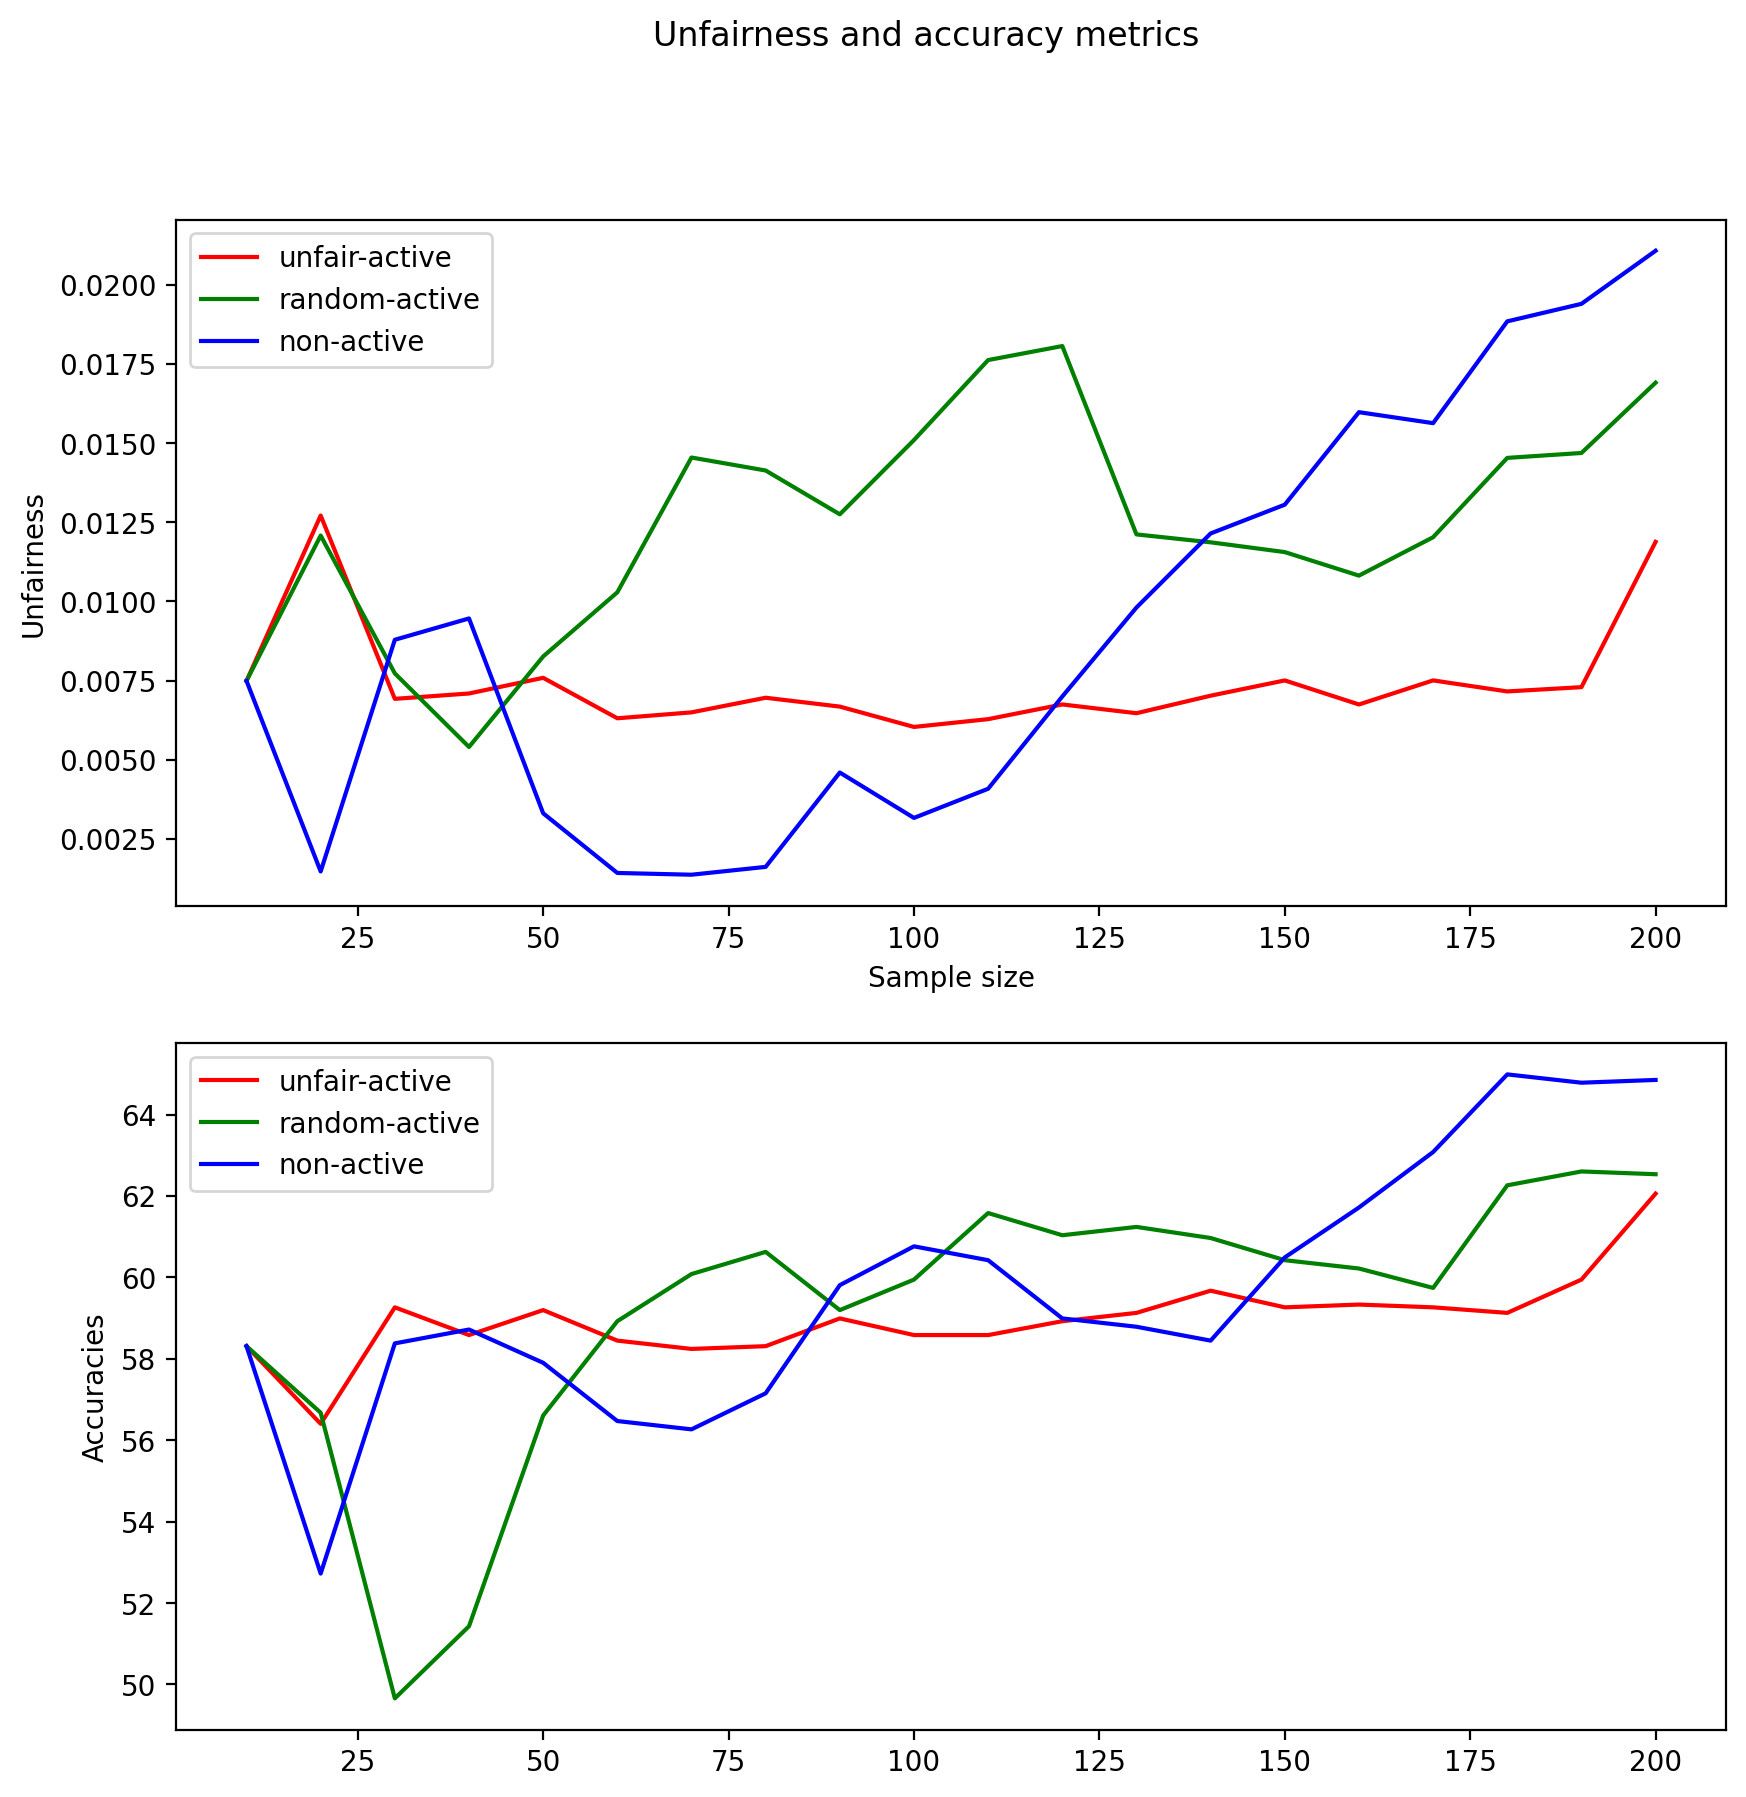 Unfairness and accuracy metrics
unfair-active
random-active
non-active
0.0200
0.0175
0.0150
0.0125
0.0100
0.0075
0.0050
0.0025
Unfairness
25 50 75 100 125 150 175 200
Sample size
unfair-active
random-active
non-active
64
62
60
58
56
54
52
50
Accuracies
25 50 75 100 125 150 175 200